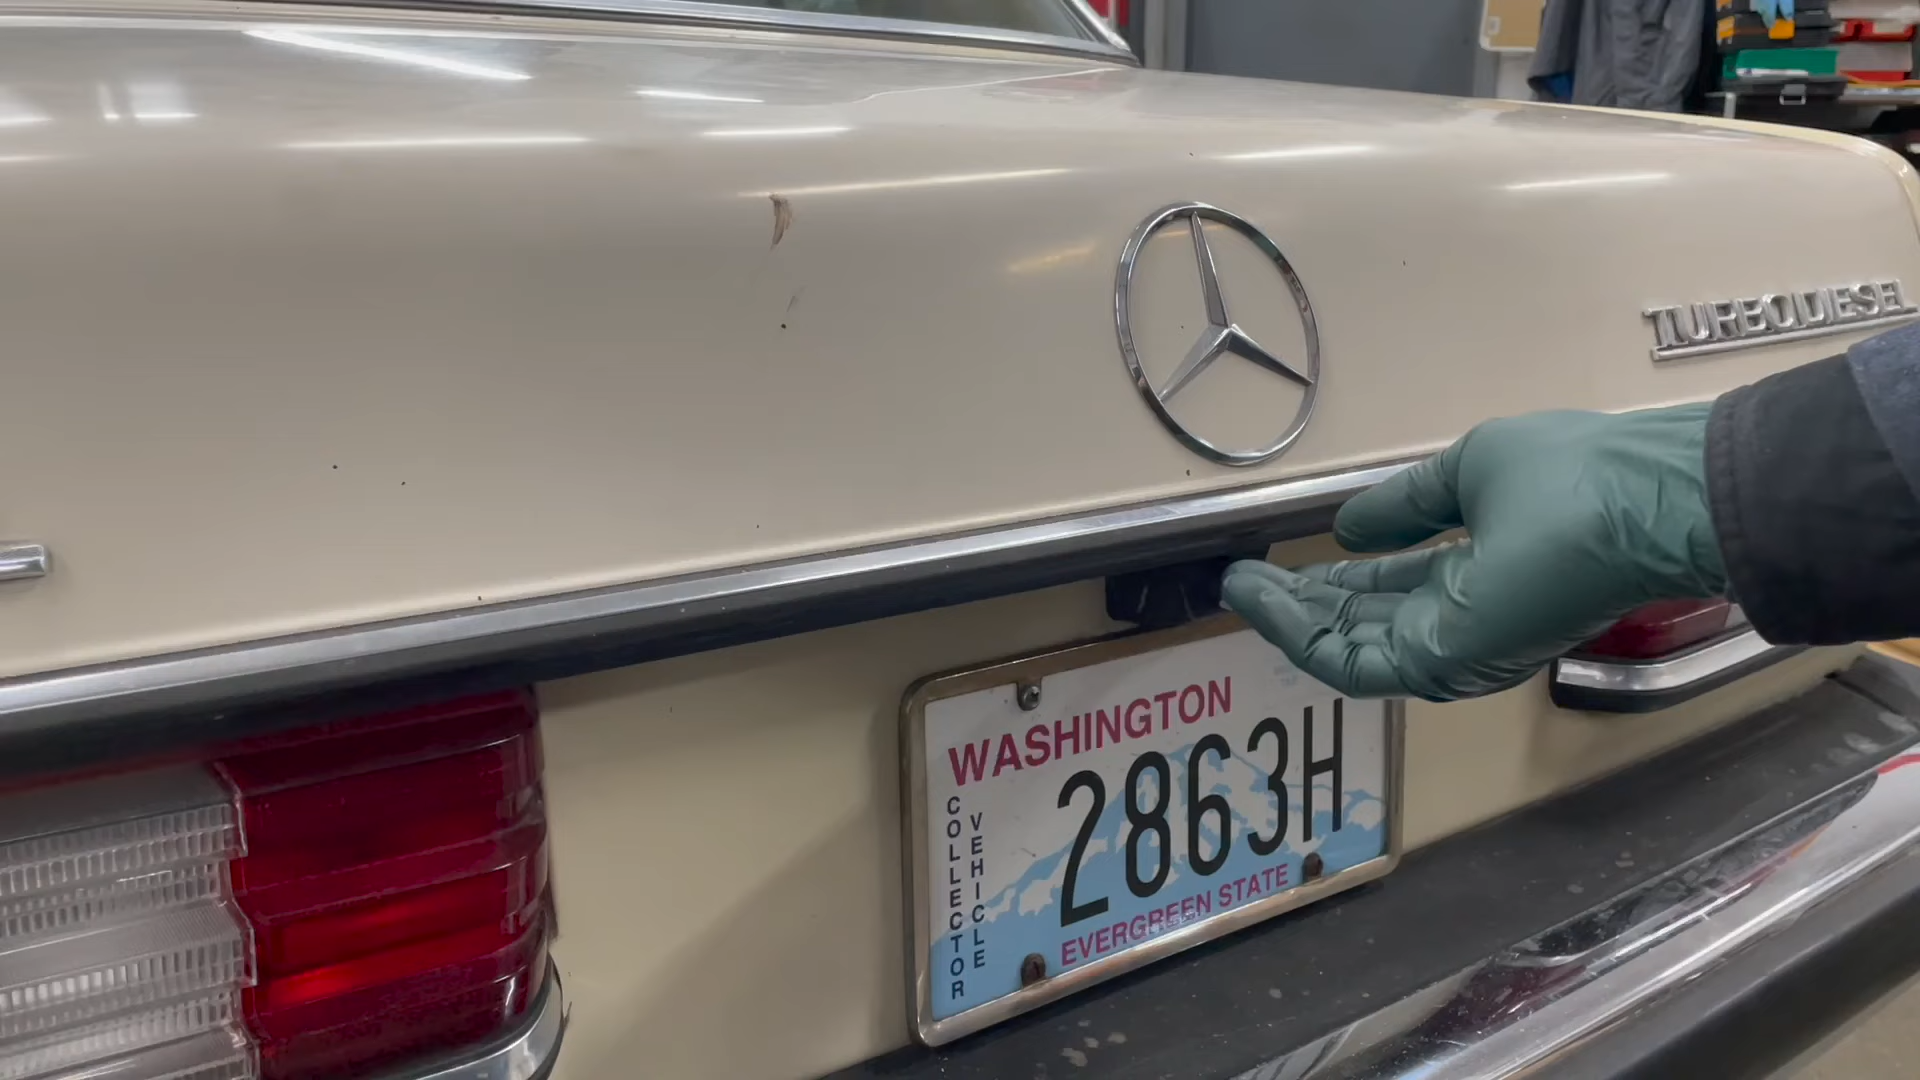 TURBODIESEL
WASHINGTON
COLLECTOR
VEHICLE
2863H
EVERGREEN STATE